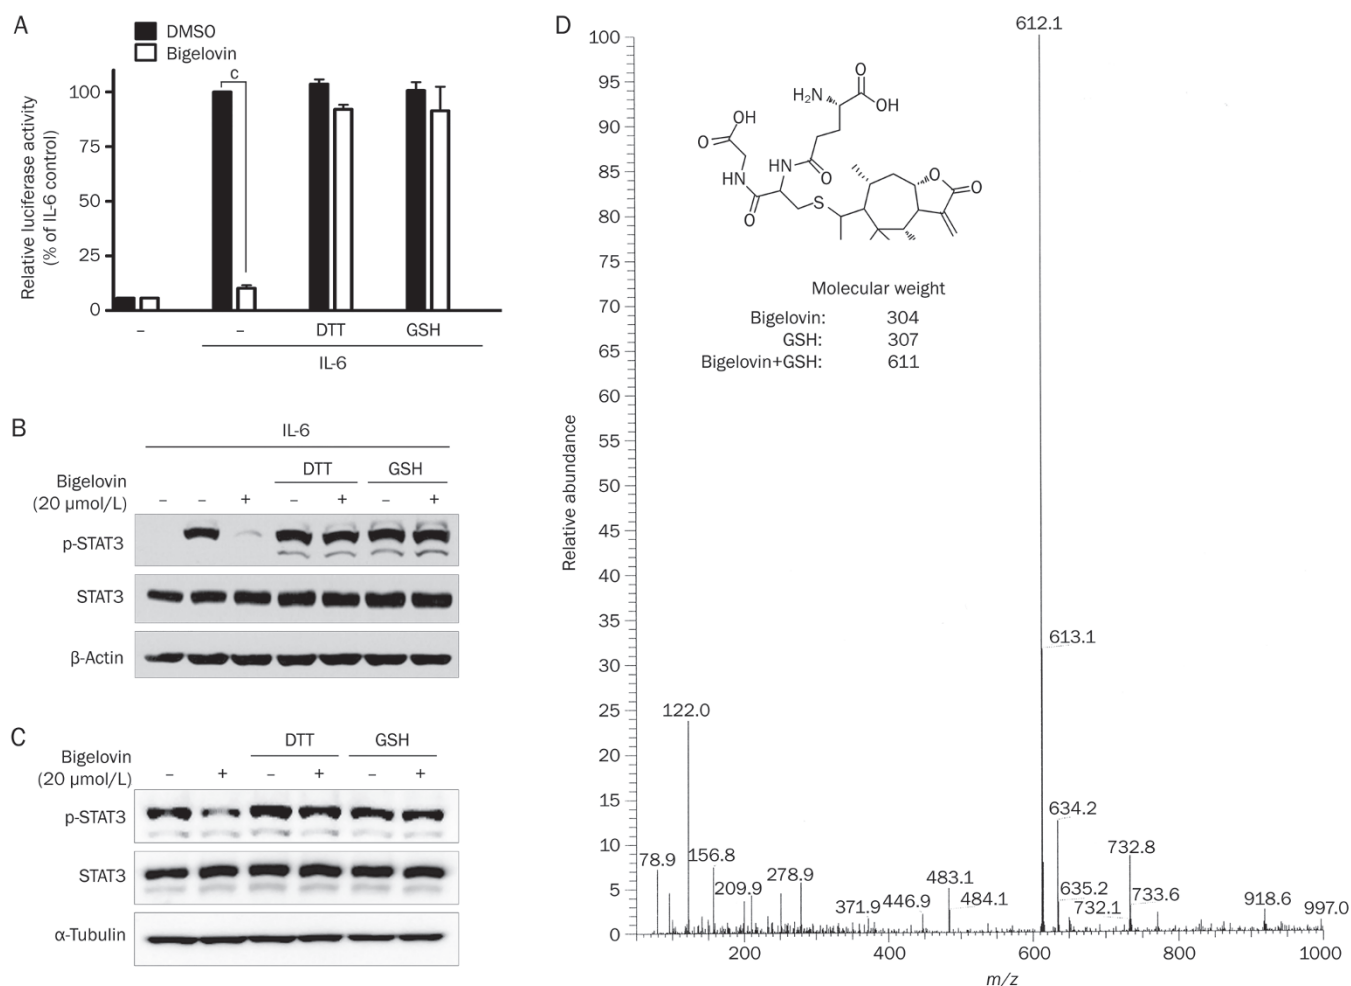 A
DMSO
Bigelovin
Relative luciferase activity
(% of IL-6 control)
100
75
50
25
0
c
– – DTT GSH
IL-6
B
IL-6
DTT GSH
Bigelovin
(20 µmol/L) – – + – + – +
p-STAT3
STAT3
β-Actin
C
DTT GSH
Bigelovin
(20 µmol/L) – + – + – +
p-STAT3
STAT3
α-Tubulin
D
Relative abundance
100
95
90
85
80
75
70
65
60
55
50
45
40
35
30
25
20
15
10
5
0
612.1
O
H₂N OH
OH
O
HN
HN O
O S
O O
Molecular weight
Bigelovin: 304
GSH: 307
Bigelovin+GSH: 611
613.1
122.0
634.2
78.9 156.8 732.8
209.9 278.9 483.1 635.2 733.6
371.9 446.9 484.1 732.1 918.6 997.0
200 400 600 800 1000
m/z